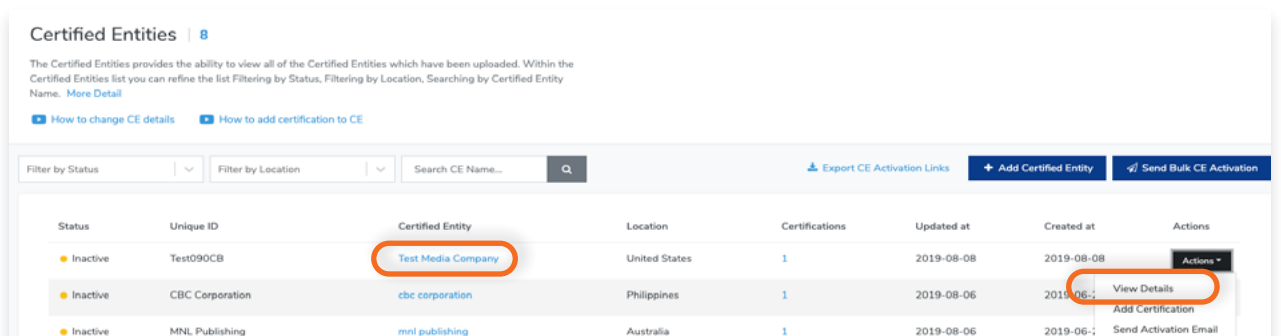 Certified Entities | 8
The Certified Entities provides the ability to view all of the Certified Entities which have been uploaded. Within the
Certified Entities list you can refine the list Filtering by Status, Filtering by Location, Searching by Certified Entity
Name. More Detail
How to change CE details How to add certification to CE
Filter by Status Filter by Location Search CE Name... Export CE Activation Links + Add Certified Entity Send Bulk CE Activation
Status Unique ID Certified Entity Location Certifications Updated at Created at Actions
Inactive Test090CB Test Media Company United States 1 2019-08-08 2019-08-08 Actions
Inactive CBC Corporation cbc corporation Philippines 1 2019-08-06 2019-06-2 View Details
Add Certification
Inactive MNL Publishing mnl publishing Australia 1 2019-08-06 2019-06- Send Activation Email